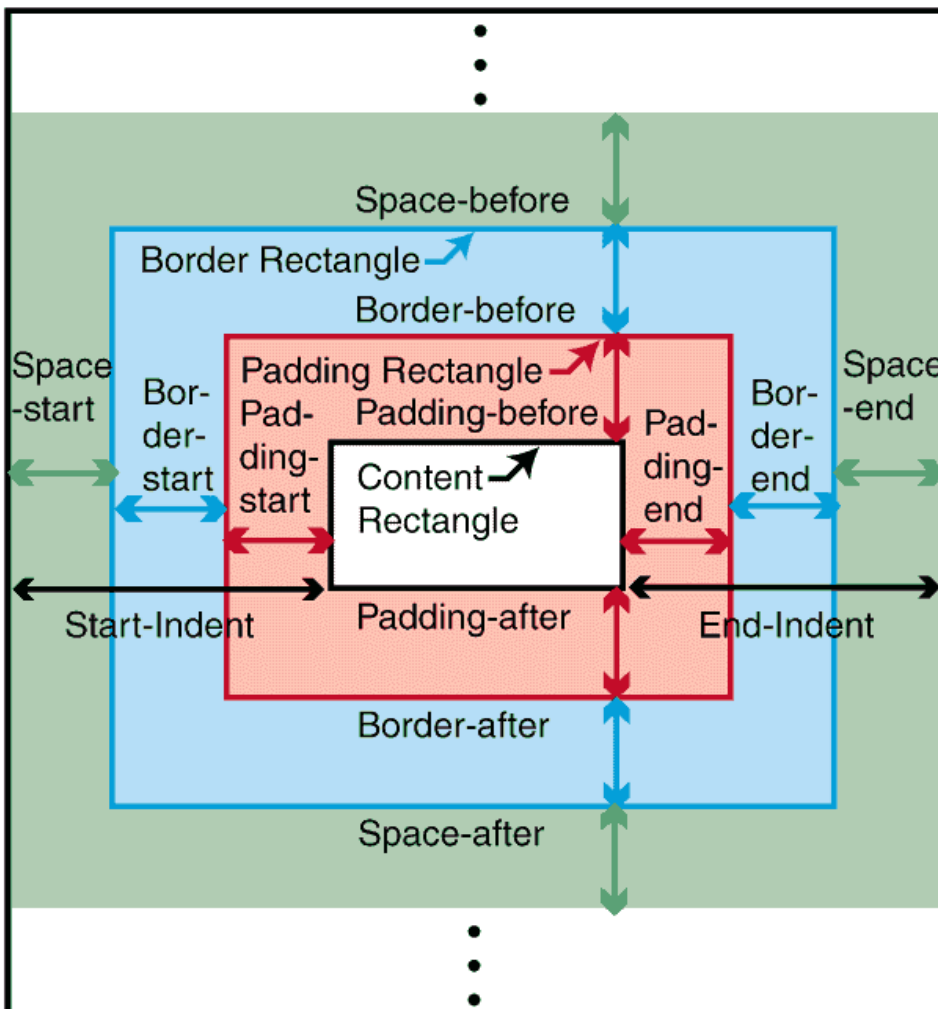 Space-before
Border Rectangle
Border-before
Space
-start
Bor-
der-
start
Padding Rectangle
Padding-before
Pad-
ding-
start
Content
Rectangle
Pad-
ding-
end
Bor-
der-
end
Space
-end
Start-Indent
Padding-after
End-Indent
Border-after
Space-after